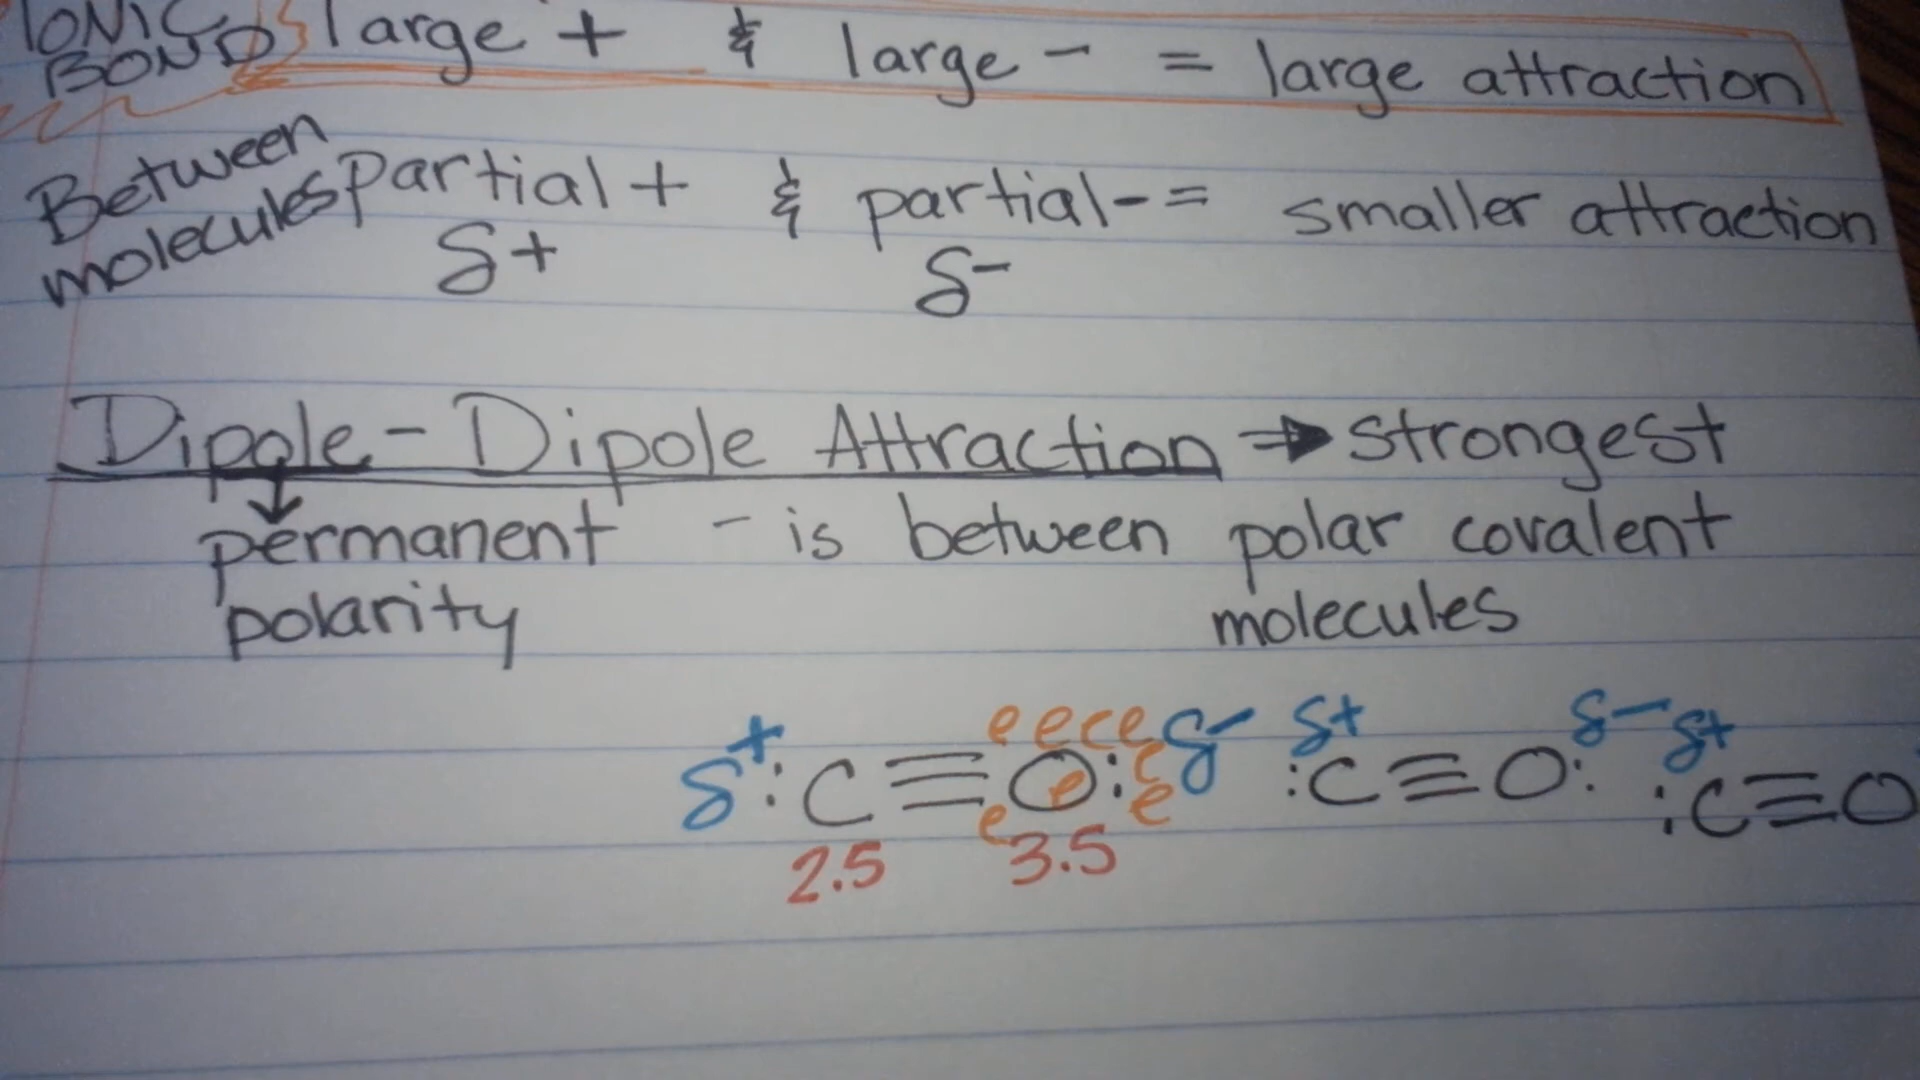 IONIC BOND large + & large - = large attraction
Between molecules partial + & partial - = smaller attraction
δ+ δ-
Dipole-Dipole Attraction → strongest
permanent - is between polar covalent
polarity molecules
e e e e
δ+ :C≡O: δ- δ+ :C≡O: δ- δ+ :C≡O
e e e e
2.5 3.5